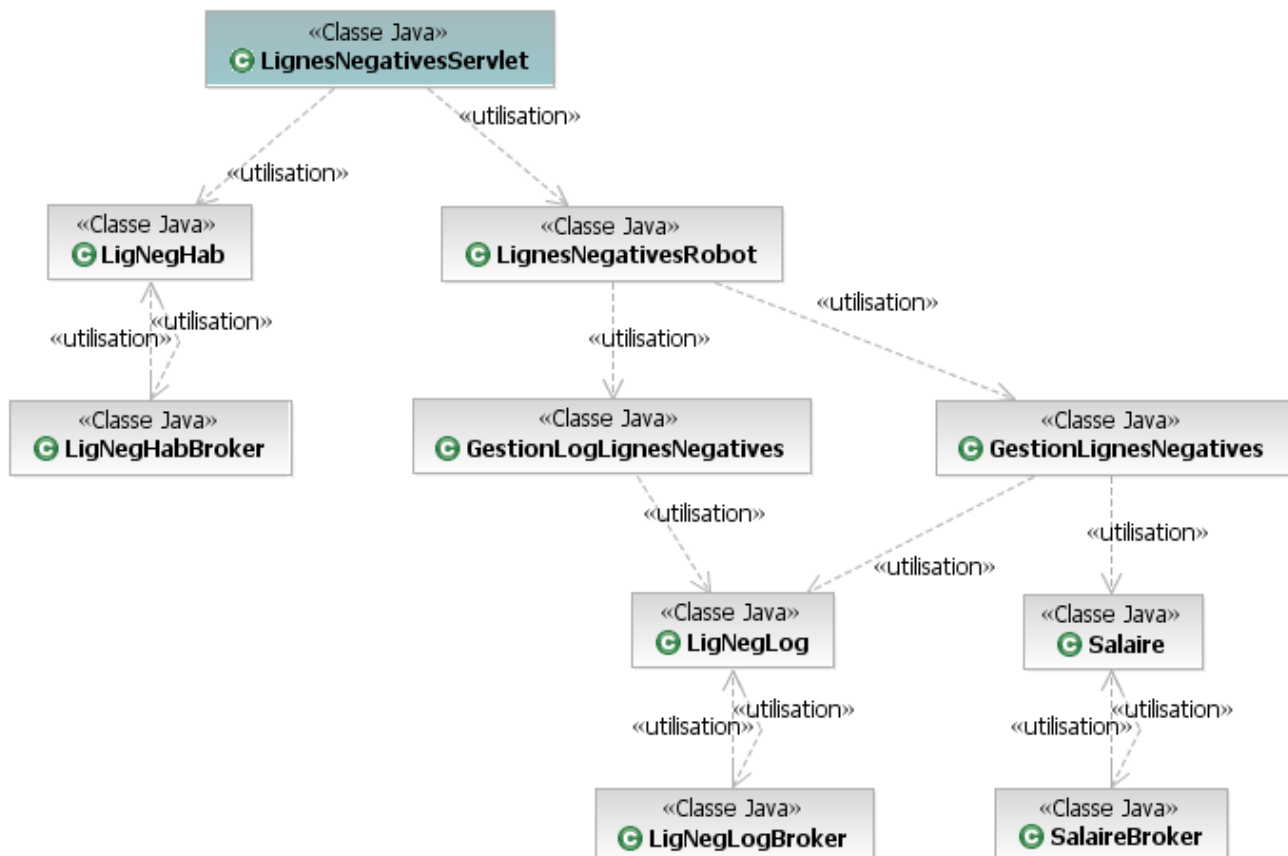 «Classe Java»
LignesNegativesServlet
«utilisation»
«utilisation»
«Classe Java»
LigNegHab
«Classe Java»
LignesNegativesRobot
«utilisation»
«utilisation»
«utilisation»
«utilisation»
«Classe Java»
LigNegHabBroker
«Classe Java»
GestionLogLignesNegatives
«Classe Java»
GestionLignesNegatives
«utilisation»
«utilisation»
«utilisation»
«Classe Java»
LigNegLog
«Classe Java»
Salaire
«utilisation»
«utilisation»
«utilisation»
«utilisation»
«Classe Java»
LigNegLogBroker
«Classe Java»
SalaireBroker